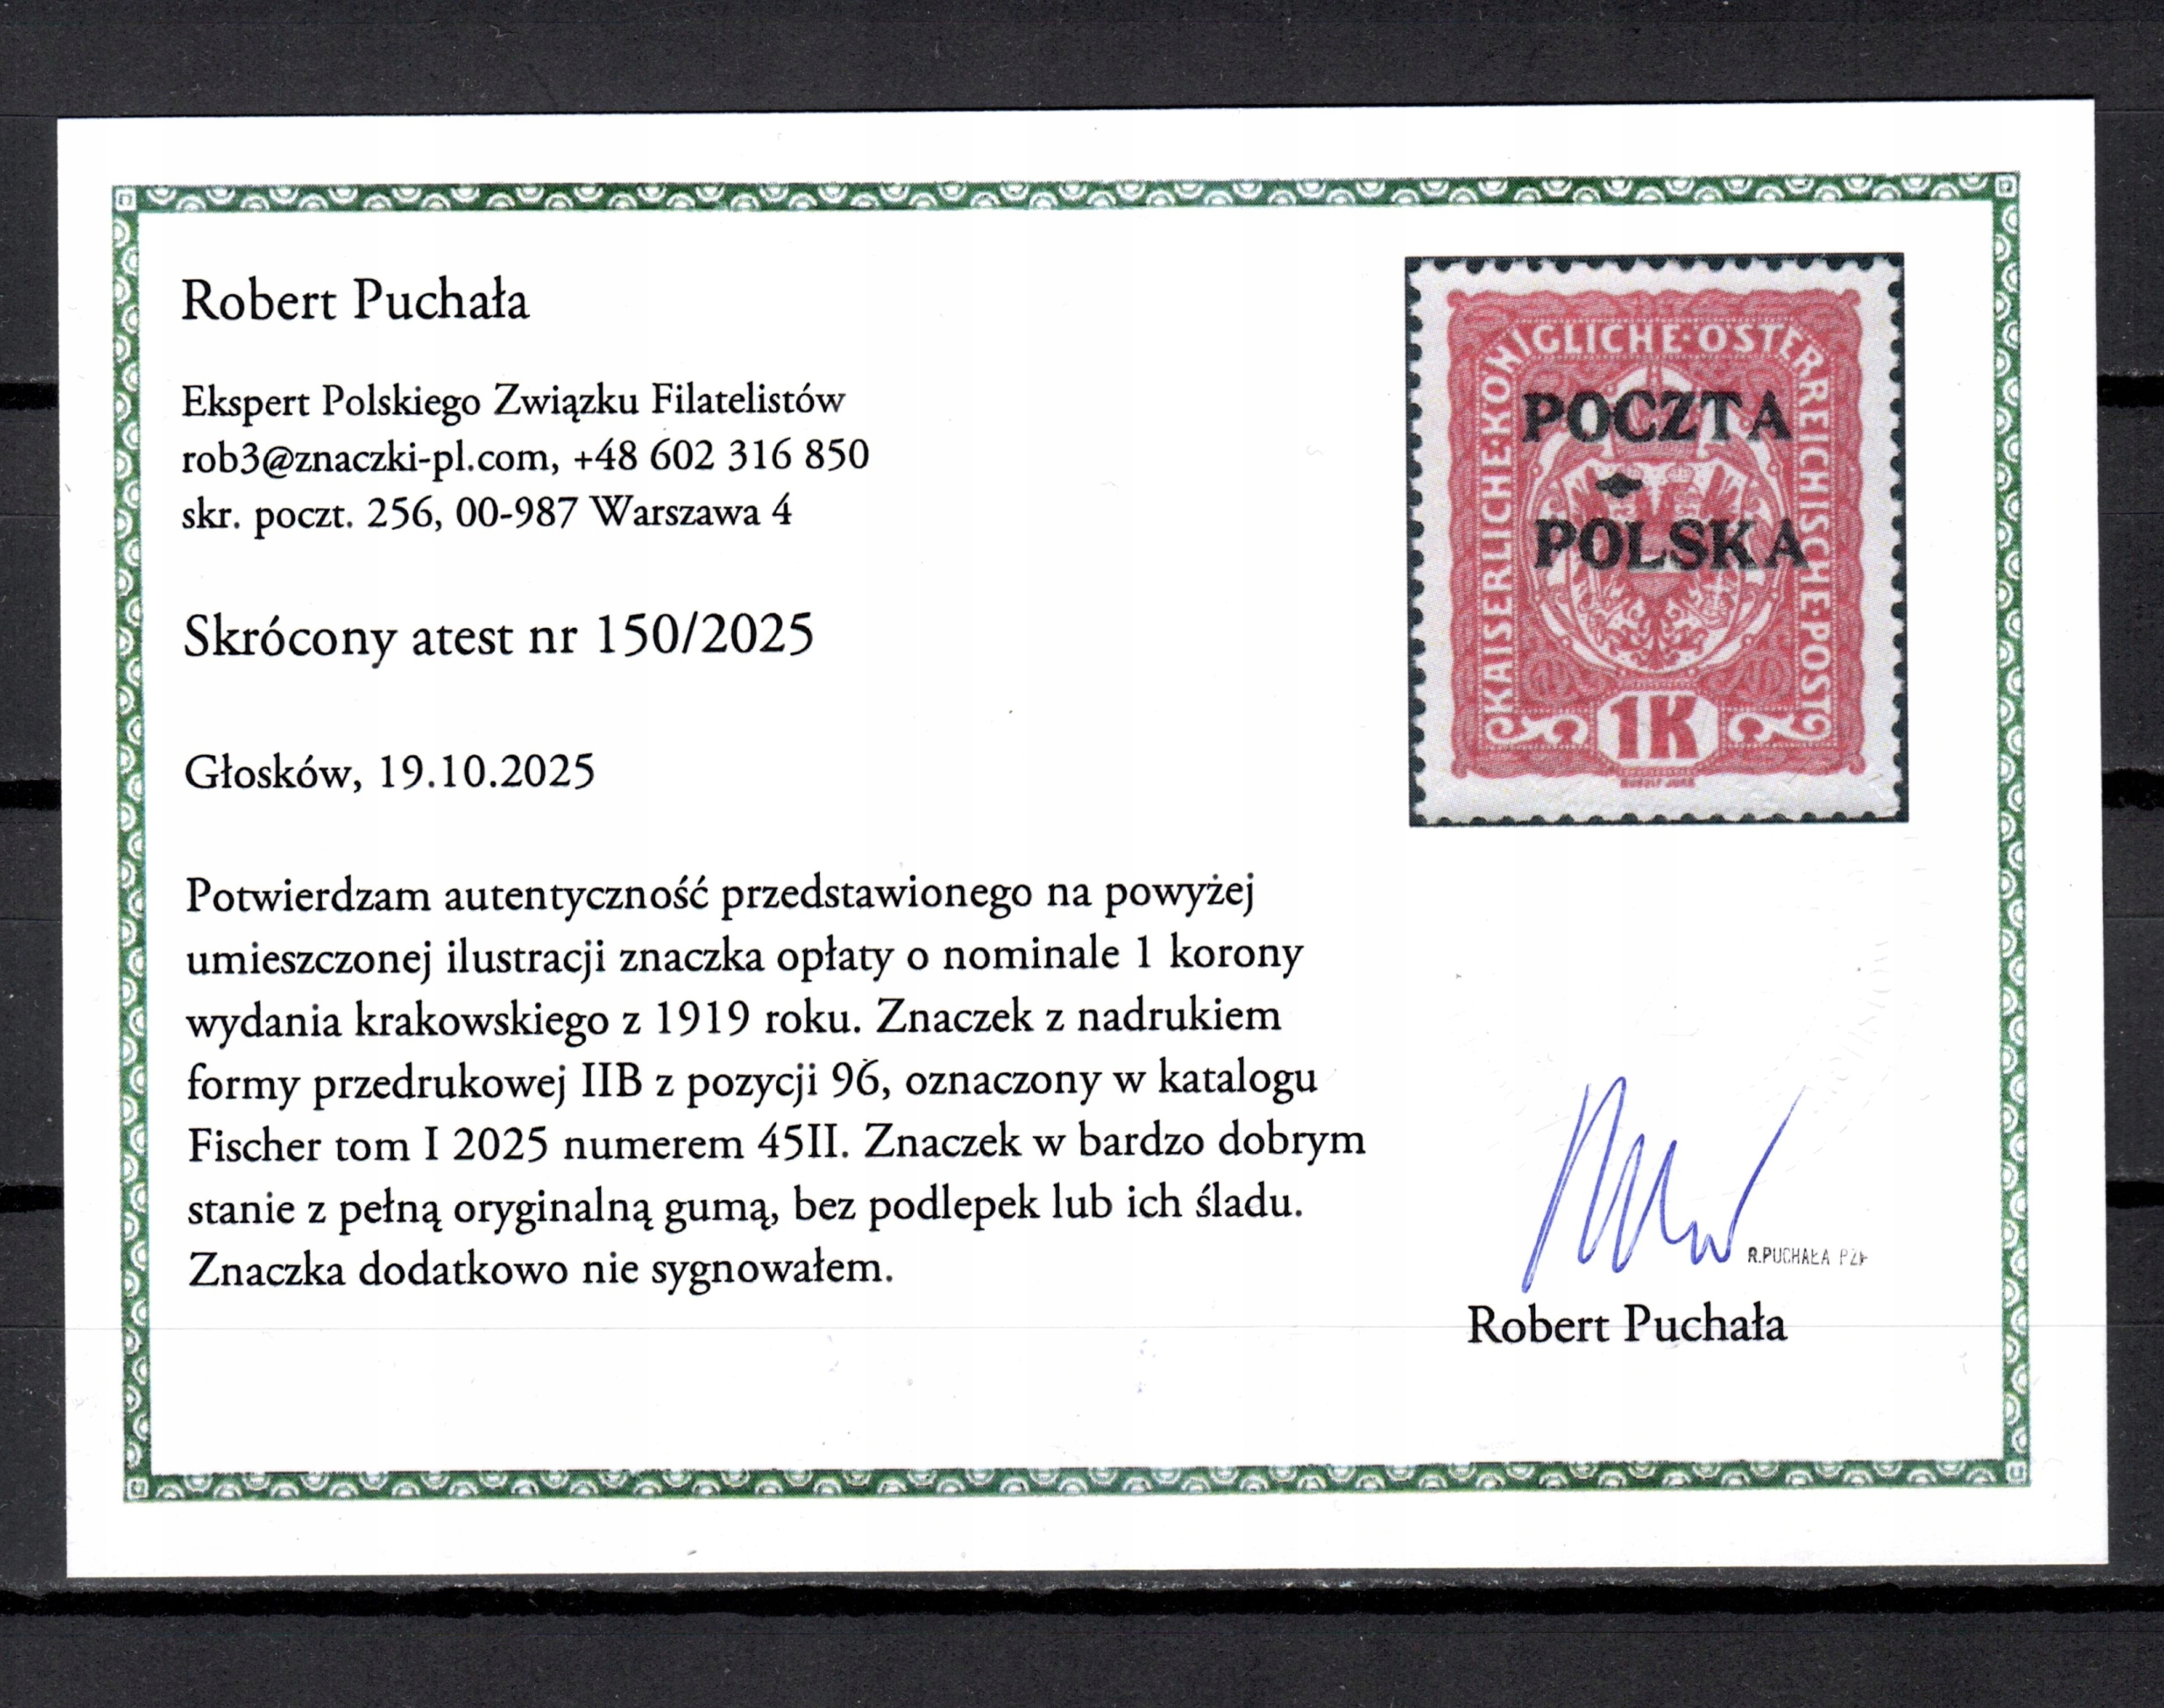 Robert Puchała
Ekspert Polskiego Związku Filatelistów
rob3@znaczki-pl.com, +48 602 316 850
skr. poczt. 256, 00-987 Warszawa 4
Skrócony atest nr 150/2025
Głosków, 19.10.2025
KAISERLICHE·KÖNIGLICHE·ÖSTERREICHISCHE·POST
POCZTA
POLSKA
1K
Potwierdzam autentyczność przedstawionego na powyżej
umieszczonej ilustracji znaczka opłaty o nominale 1 korony
wydania krakowskiego z 1919 roku. Znaczek z nadrukiem
formy przedrukowej IIB z pozycji 96, oznaczony w katalogu
Fischer tom I 2025 numerem 45II. Znaczek w bardzo dobrym
stanie z pełną oryginalną gumą, bez podlepek lub ich śladu.
Znaczka dodatkowo nie sygnowałem.
R.PUCHAŁA PZF
Robert Puchała